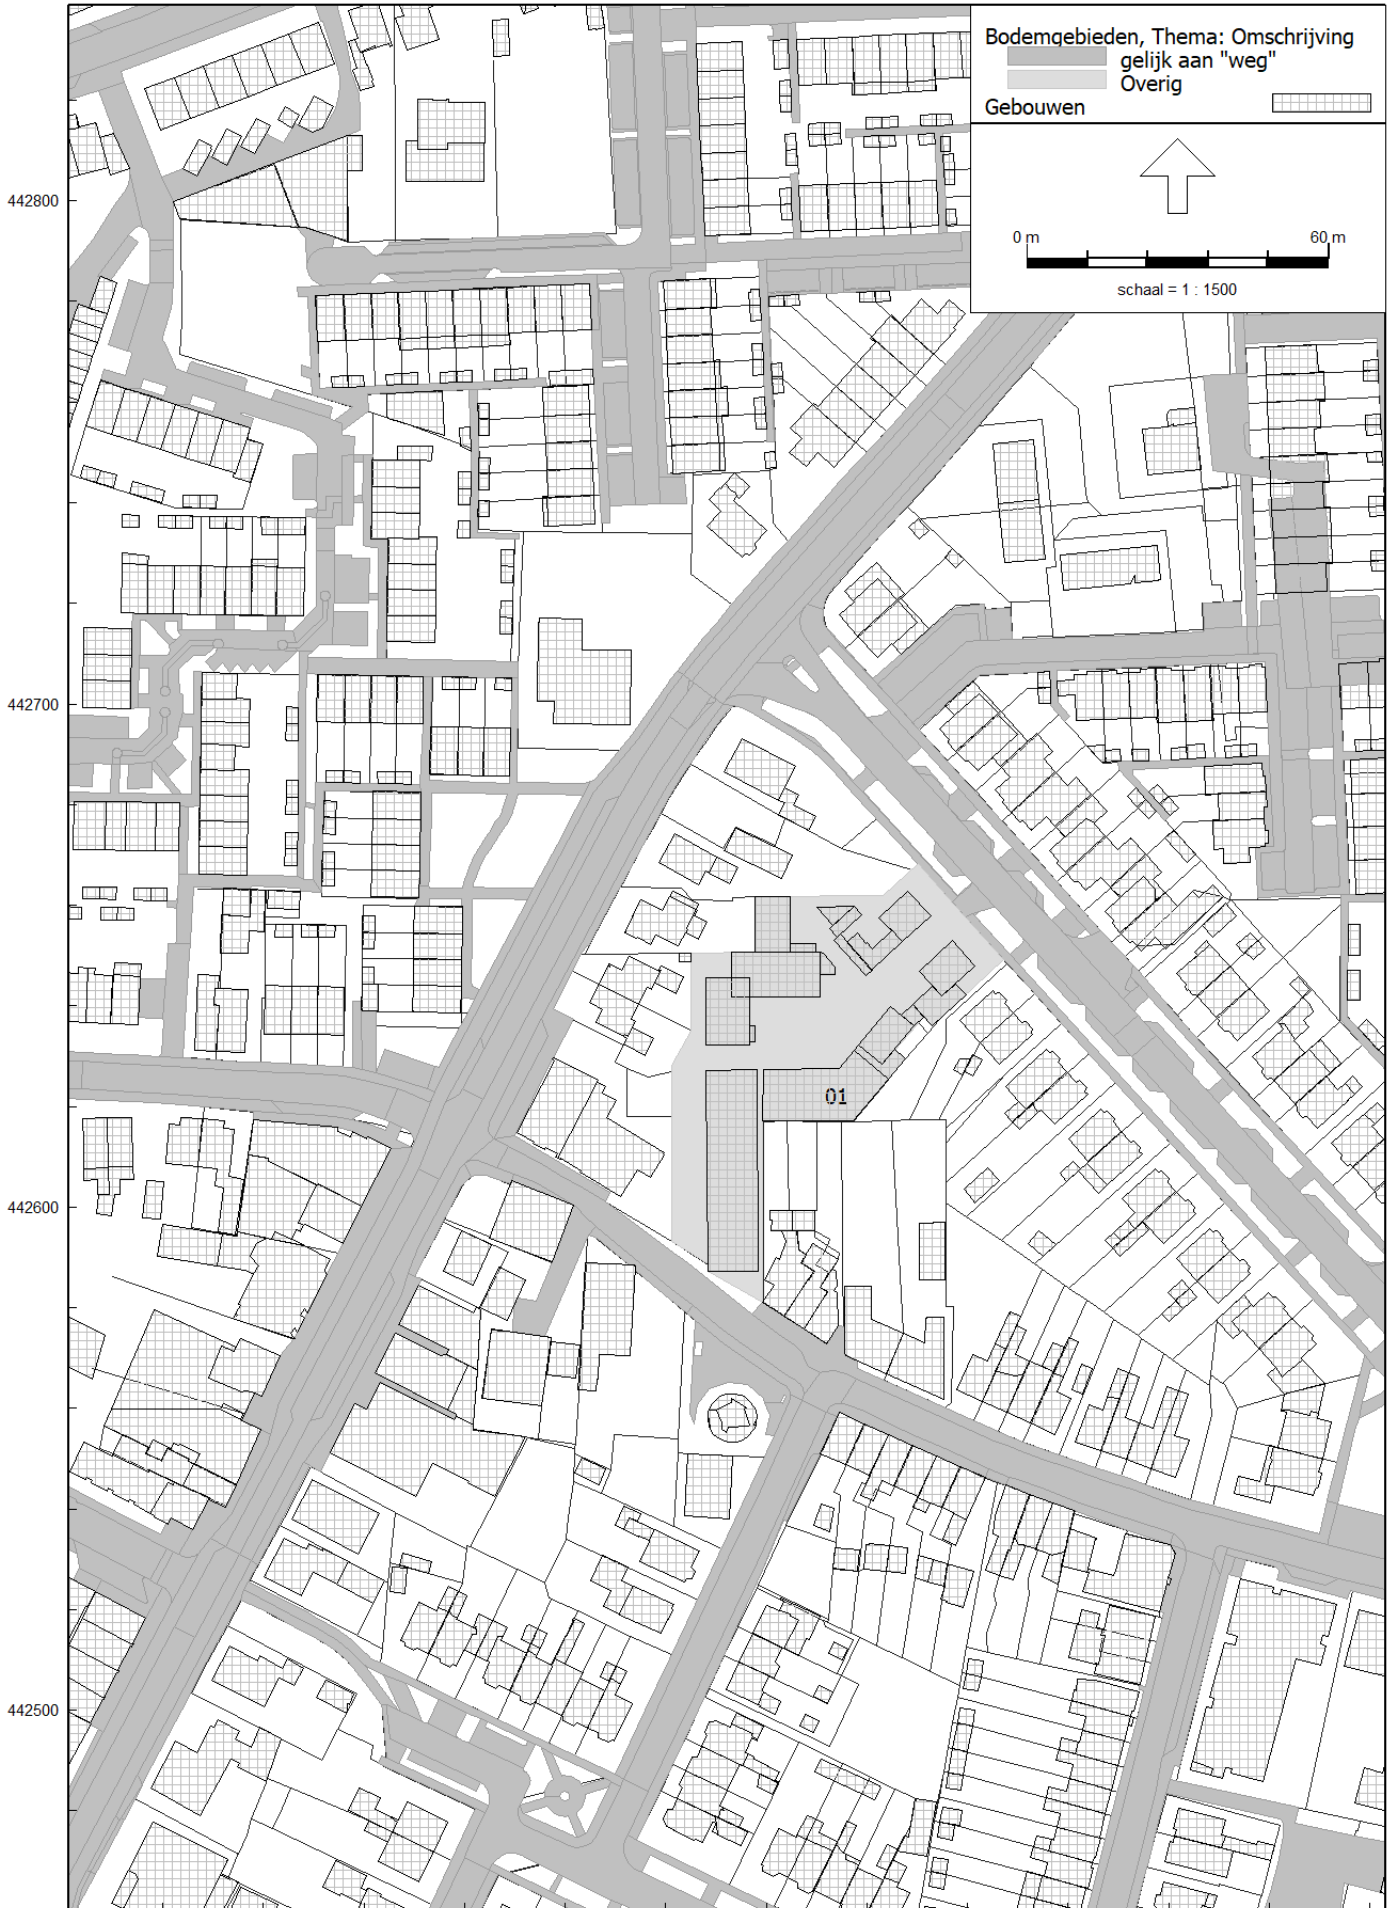 Bodemgebieden, Thema: Omschrijving
gelijk aan "weg"
Overig
Gebouwen
0 m 60 m
schaal = 1 : 1500
442800
442700
01
442600
442500